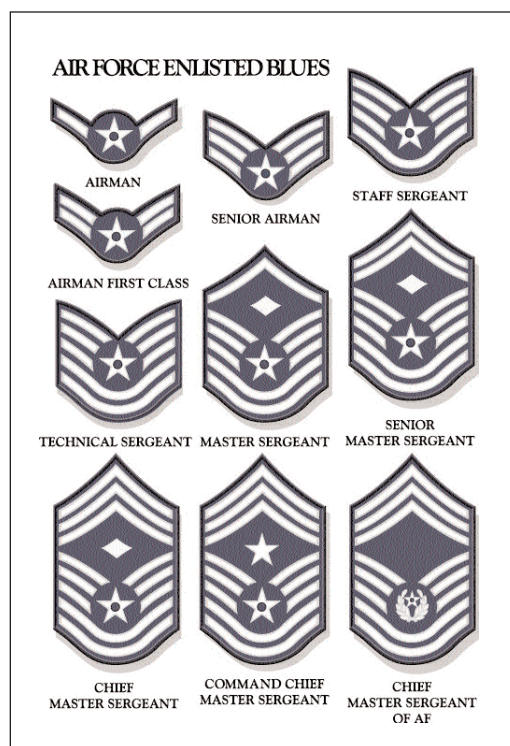 AIR FORCE ENLISTED BLUES
AIRMAN
SENIOR AIRMAN
STAFF SERGEANT
AIRMAN FIRST CLASS
TECHNICAL SERGEANT
MASTER SERGEANT
SENIOR
MASTER SERGEANT
CHIEF
MASTER SERGEANT
COMMAND CHIEF
MASTER SERGEANT
CHIEF
MASTER SERGEANT
OF AF